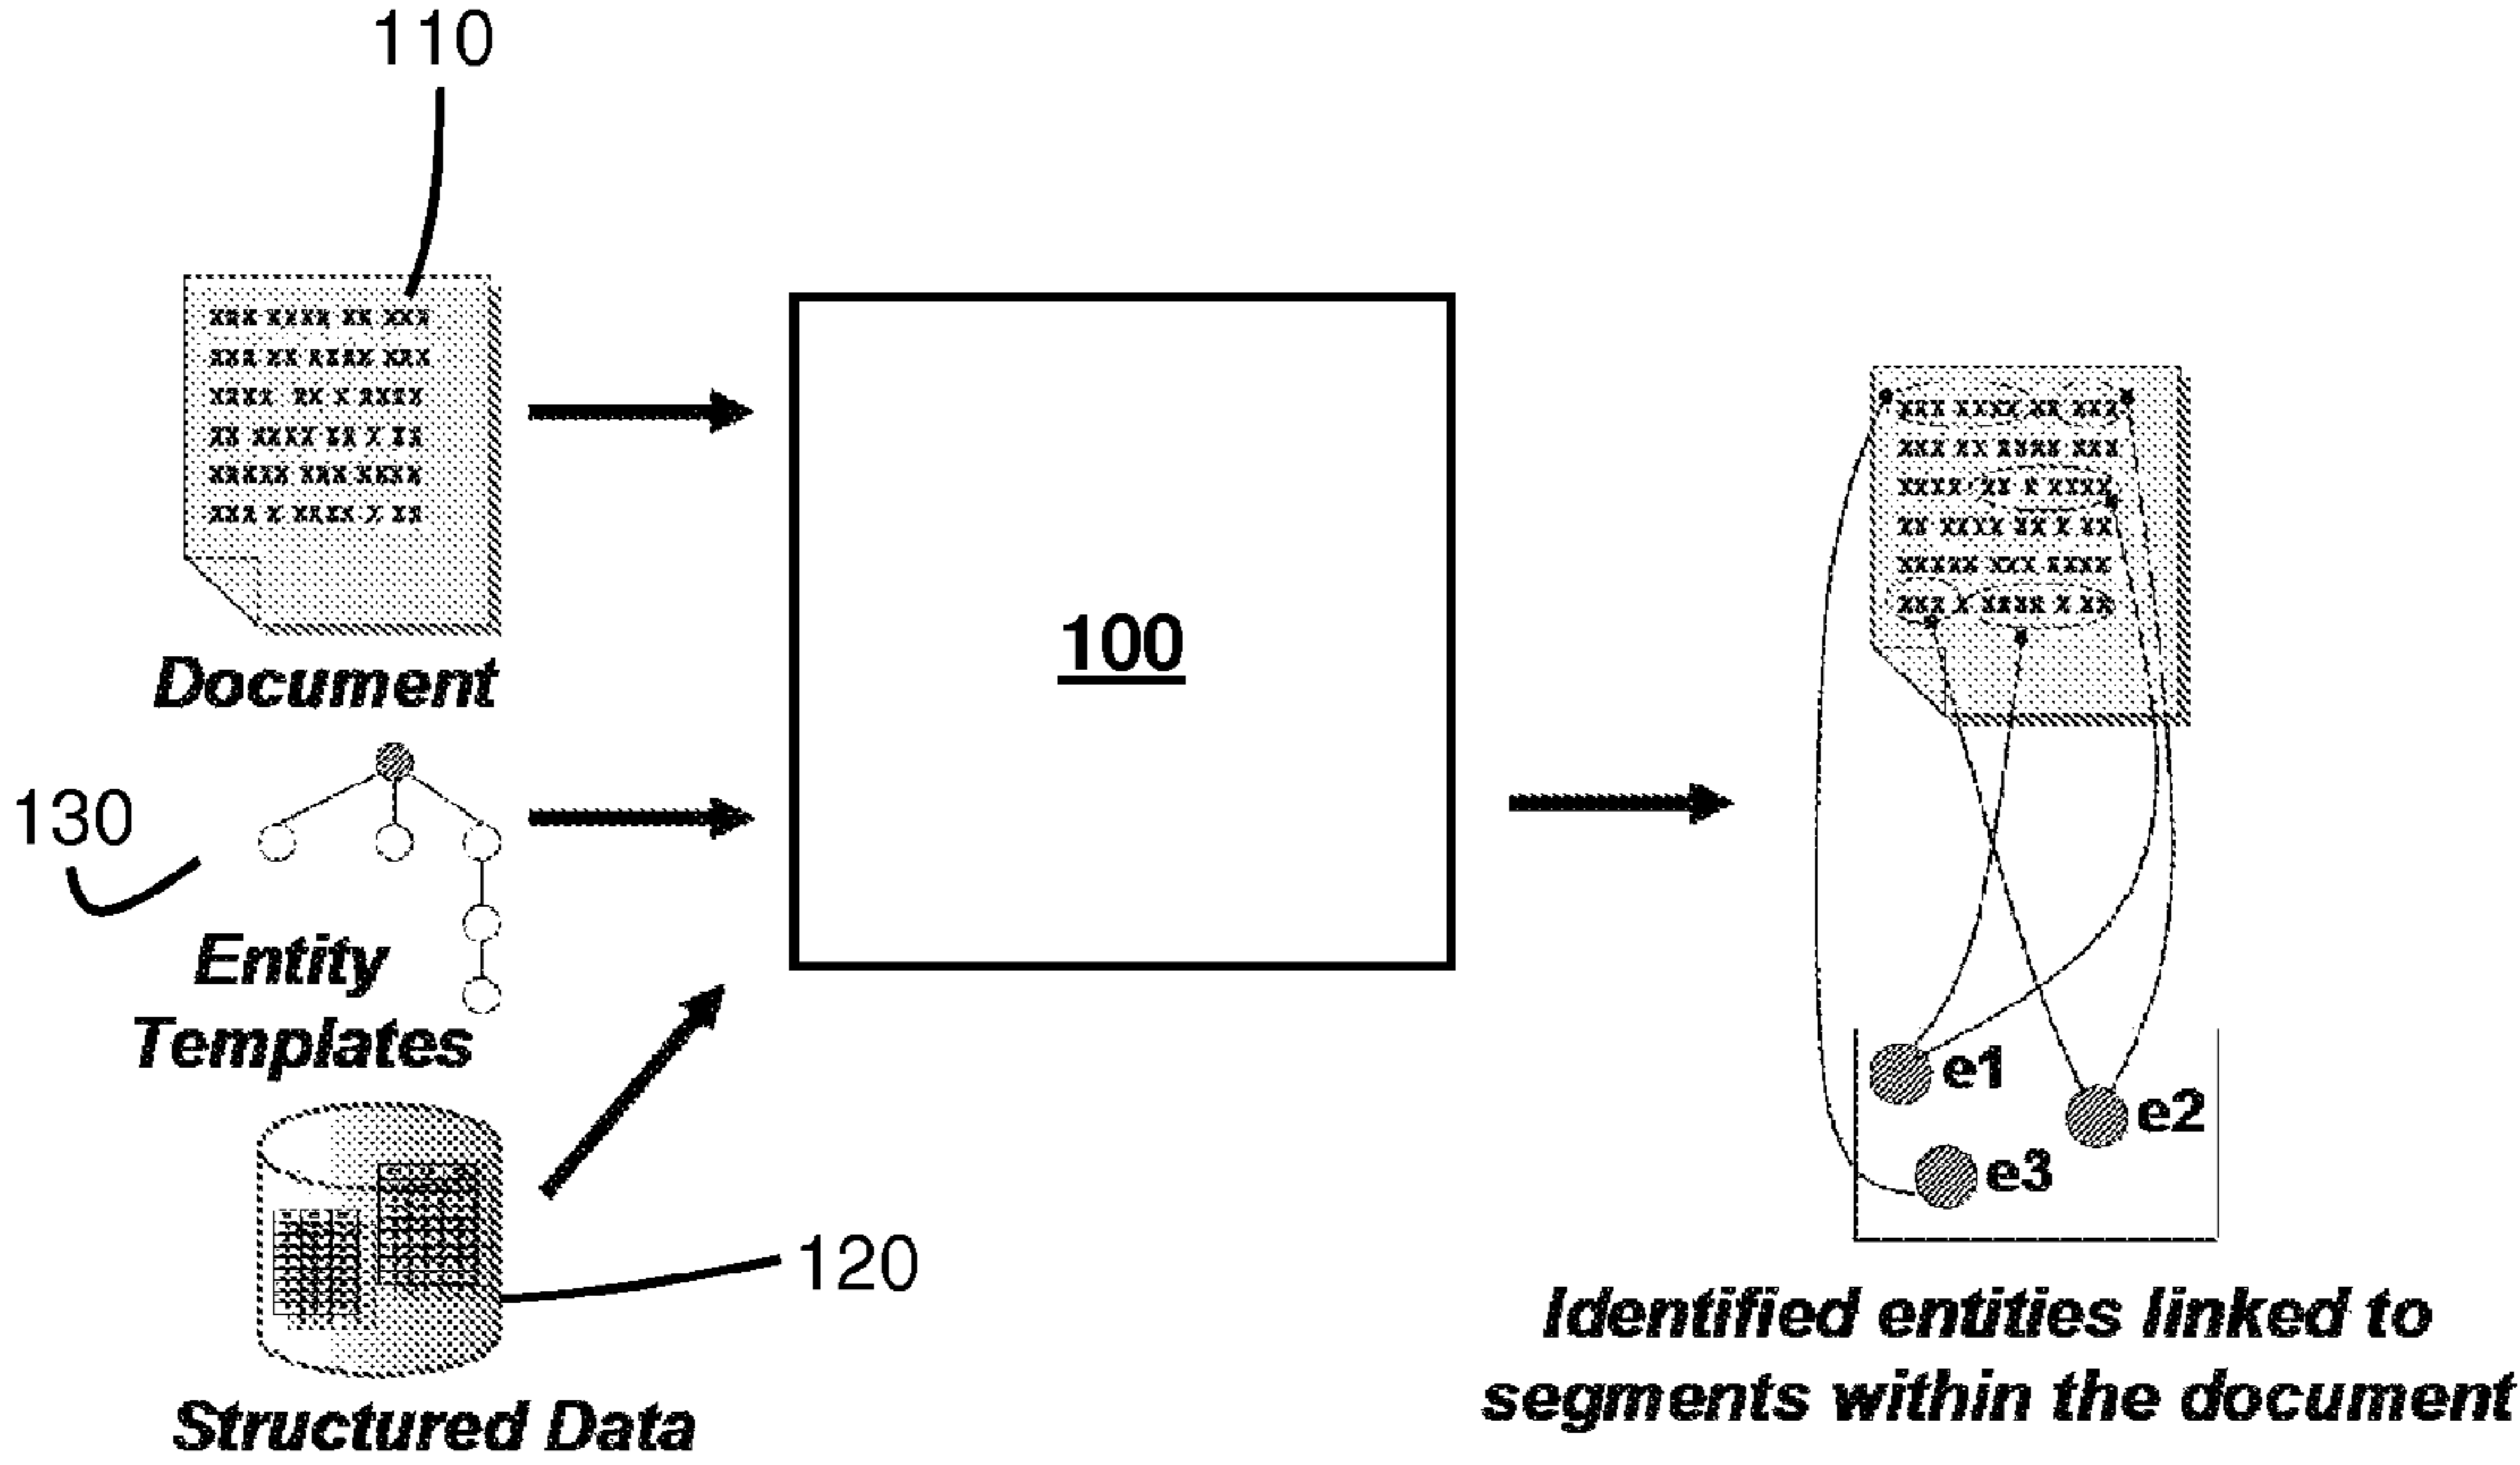 110
Document
130
Entity
Templates
120
Structured Data
100
e1
e2
e3
Identified entities linked to
segments within the document